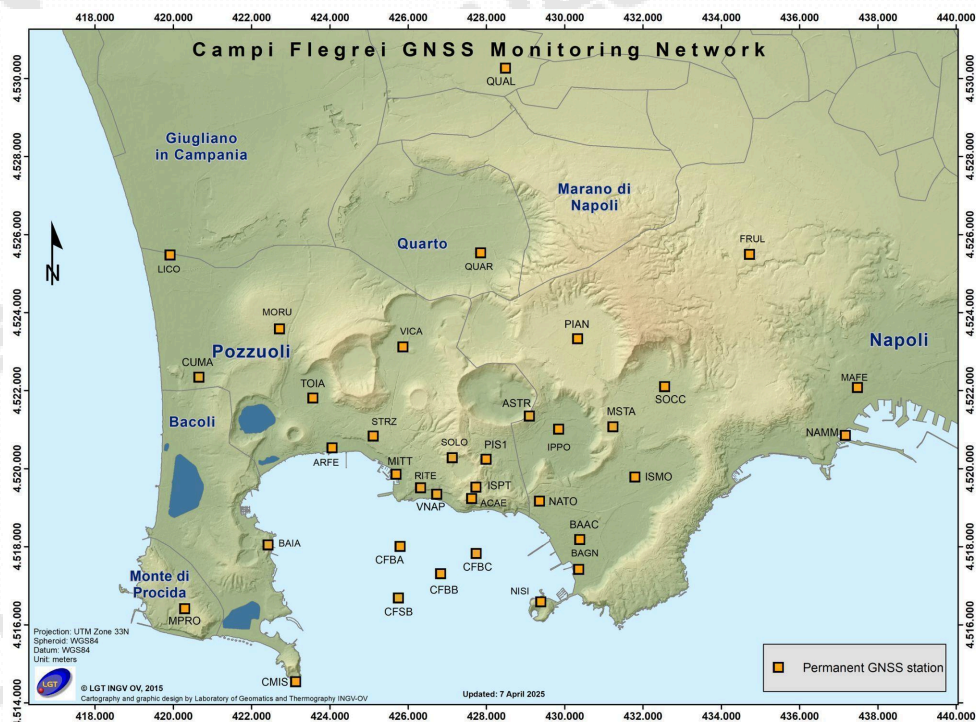 418.000 420.000 422.000 424.000 426.000 428.000 430.000 432.000 434.000 436.000 438.000 440.000
Campi Flegrei GNSS Monitoring Network
4.530.000
4.530.000
QUAL
Giugliano
in Campania
4.528.000
4.528.000
Marano di
Napoli
4.526.000
4.526.000
Quarto
FRUL
LICO
QUAR
4.524.000
4.524.000
MORU
PIAN
VICA
Pozzuoli
Napoli
CUMA
TOIA
MAFE
4.522.000
4.522.000
SOCC
Bacoli
ASTR
MSTA
STRZ
NAMM
SOLO
PIS1
IPPO
ARFE
MITT
4.520.000
4.520.000
RITE
ISPT
ISMO
VNAP
ACAE
NATO
BAAC
4.518.000
4.518.000
BAIA
CFBA
CFBC
BAGN
Monte di
Procida
CFBB
NISI
CFSB
MPRO
4.516.000
4.516.000
Projection: UTM Zone 33N
Spheroid: WGS84
Datum: WGS84
Unit: meters
Permanent GNSS station
CMIS
LGT
© LGT INGV OV, 2015
Cartography and graphic design by Laboratory of Geomatics and Thermography INGV-OV
Updated: 7 April 2025
4.514.000
4.514.000
N
418.000 420.000 422.000 424.000 426.000 428.000 430.000 432.000 434.000 436.000 438.000 440.000